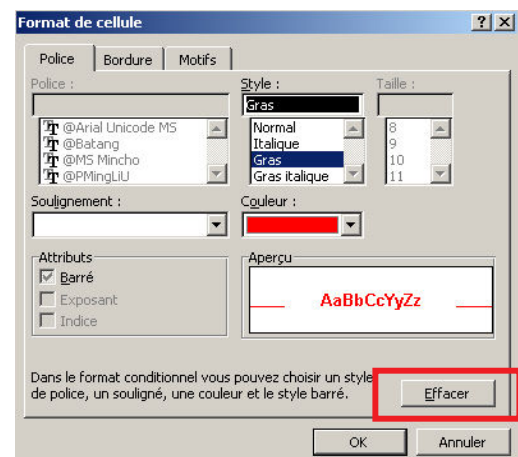 Format de cellule
Police Bordure Motifs
Police : Style : Taille :
Gras
@Arial Unicode MS Normal 8
@Batang Italique 9
@MS Mincho Gras 10
@PMingLiU Gras italique 11
Soulignement : Couleur :
Attributs Aperçu
Barré
Exposant AaBbCcYyZz
Indice
Dans le format conditionnel vous pouvez choisir un style
de police, un souligné, une couleur et le style barré. Effacer
OK Annuler